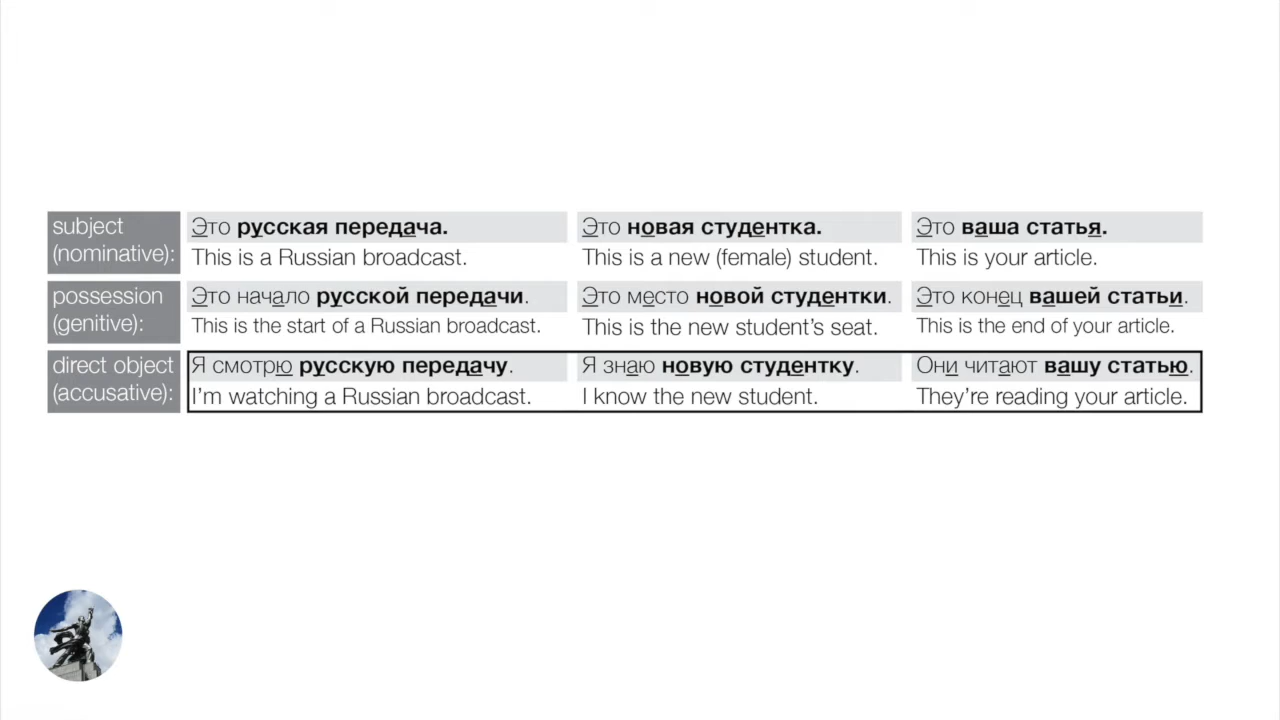 subject
(nominative):
Это русская передача.
This is a Russian broadcast.
Это новая студентка.
This is a new (female) student.
Это ваша статья.
This is your article.
possession
(genitive):
Это начало русской передачи.
This is the start of a Russian broadcast.
Это место новой студентки.
This is the new student's seat.
Это конец вашей статьи.
This is the end of your article.
direct object
(accusative):
Я смотрю русскую передачу.
I'm watching a Russian broadcast.
Я знаю новую студентку.
I know the new student.
Они читают вашу статью.
They're reading your article.